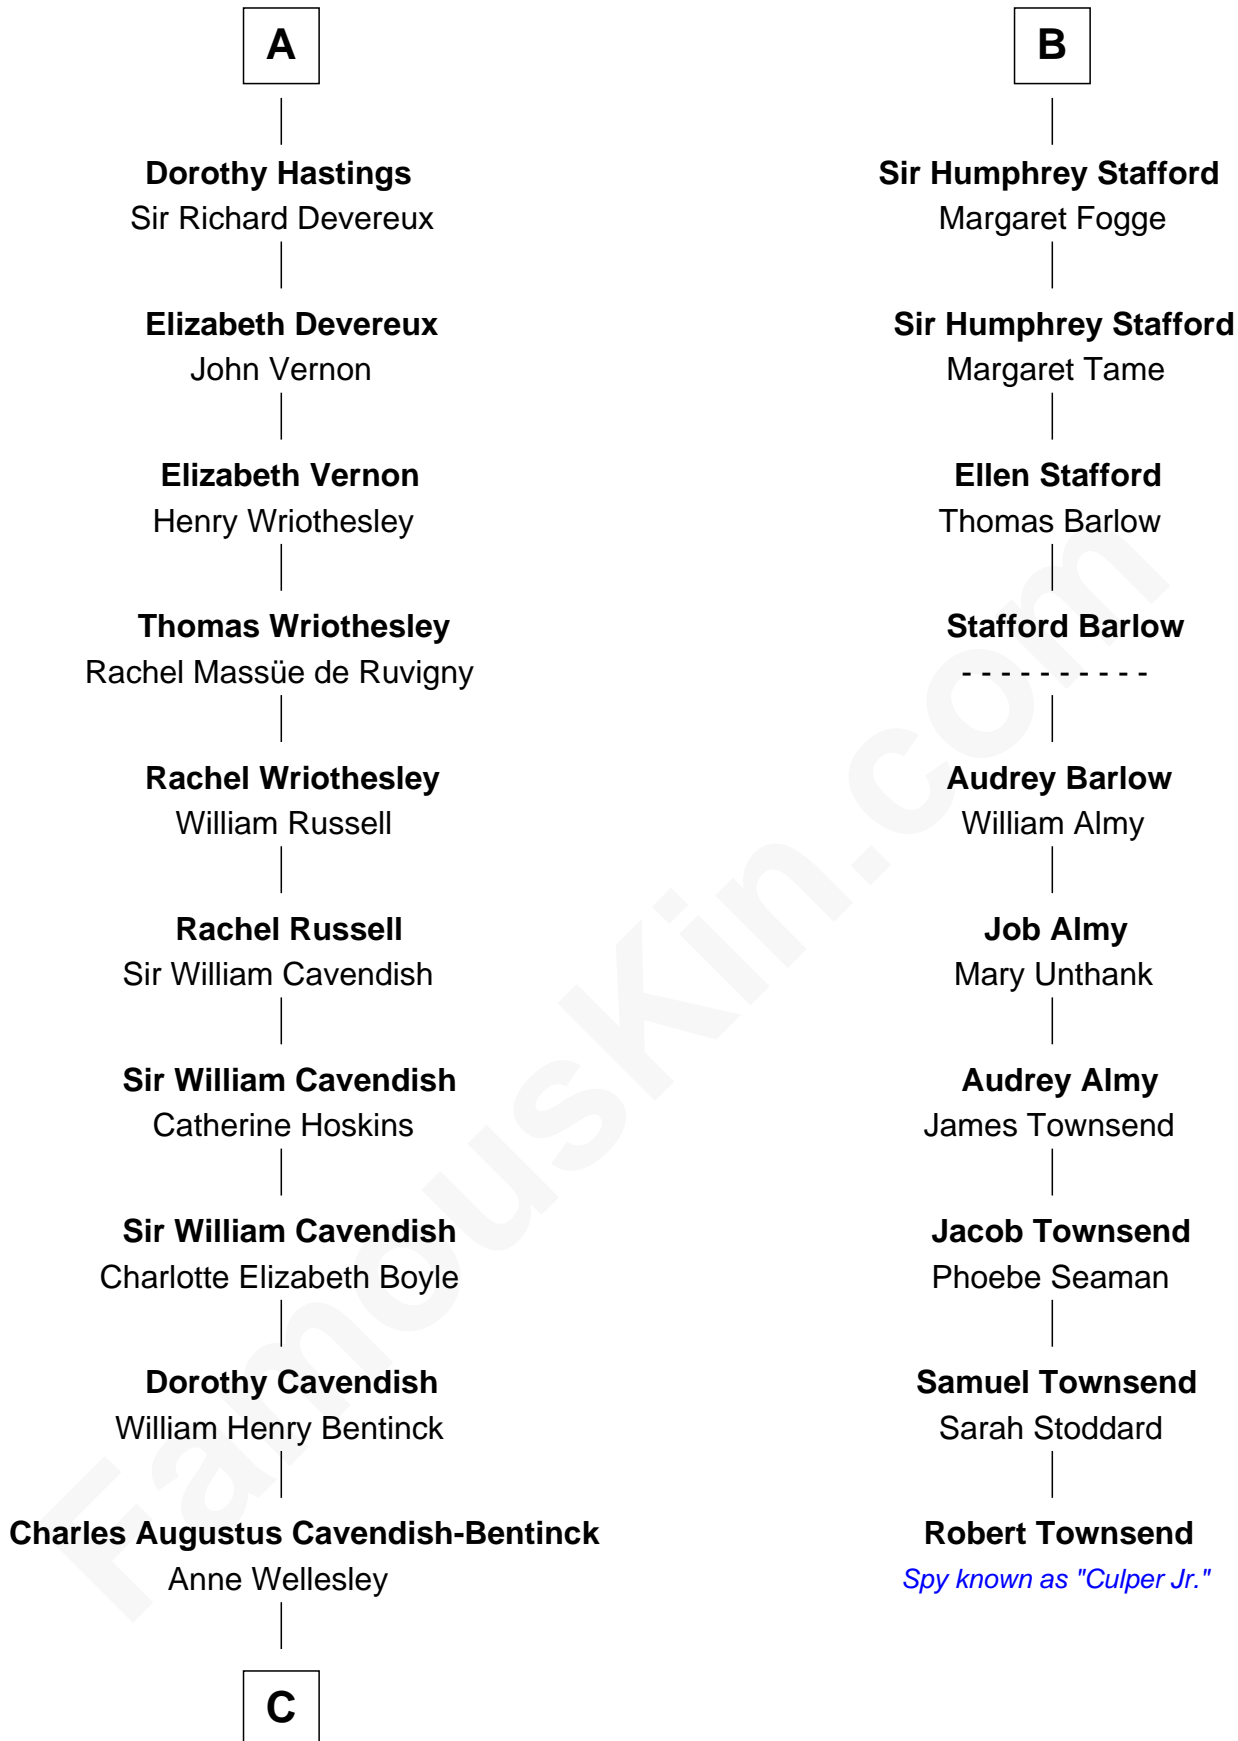 A
Dorothy Hastings
Sir Richard Devereux
Elizabeth Devereux
John Vernon
Elizabeth Vernon
Henry Wriothesley
Thomas Wriothesley
Rachel Massüe de Ruvigny
Rachel Wriothesley
William Russell
Rachel Russell
Sir William Cavendish
Sir William Cavendish
Catherine Hoskins
Sir William Cavendish
Charlotte Elizabeth Boyle
Dorothy Cavendish
William Henry Bentinck
Charles Augustus Cavendish-Bentinck
Anne Wellesley
C
B
Sir Humphrey Stafford
Margaret Fogge
Sir Humphrey Stafford
Margaret Tame
Ellen Stafford
Thomas Barlow
Stafford Barlow
- - - - - - - - - -
Audrey Barlow
William Almy
Job Almy
Mary Unthank
Audrey Almy
James Townsend
Jacob Townsend
Phoebe Seaman
Samuel Townsend
Sarah Stoddard
Robert Townsend
Spy known as "Culper Jr."
FamousKin.com